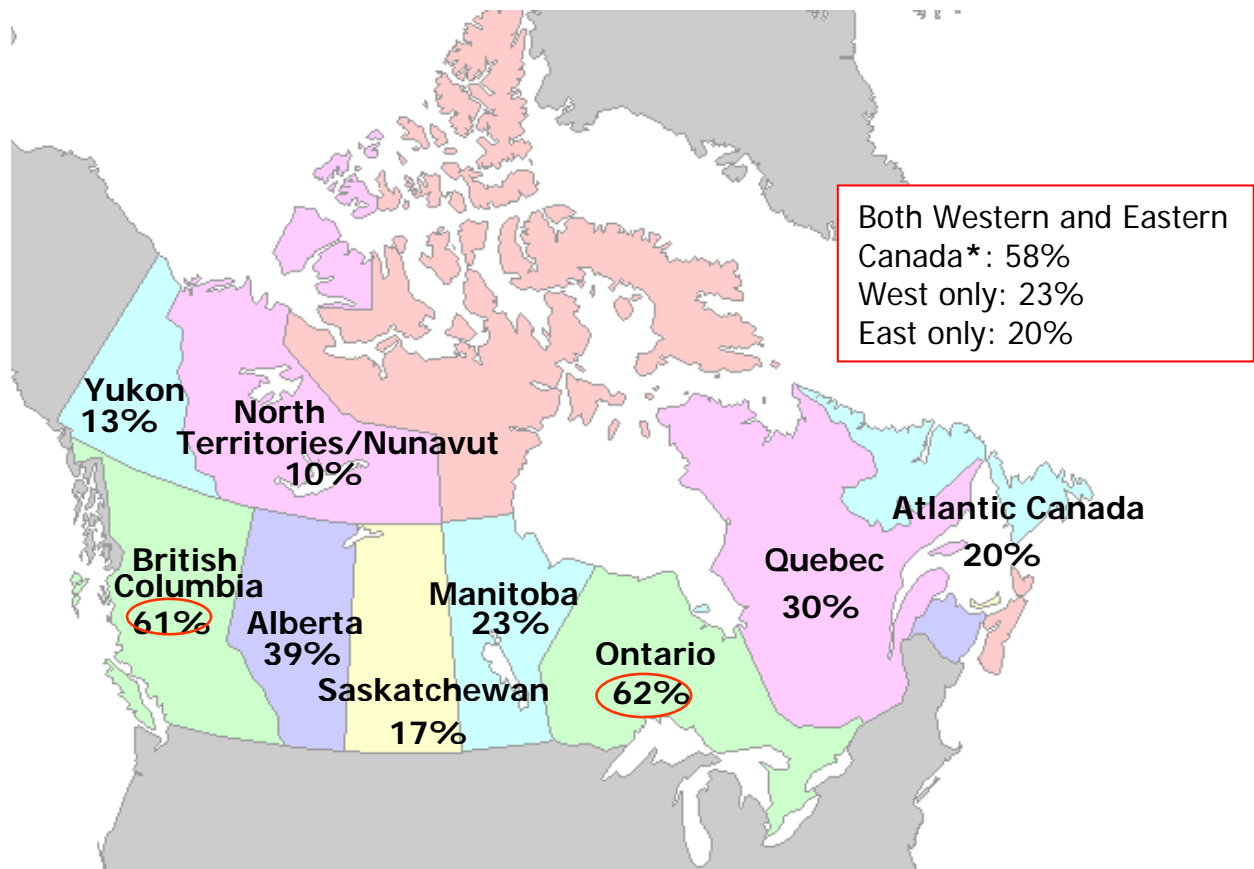 Both Western and Eastern
Canada*: 58%
West only: 23%
East only: 20%
Yukon
13%
North
Territories/Nunavut
10%
Atlantic Canada
20%
British
Columbia
61%
Alberta
39%
Saskatchewan
17%
Manitoba
23%
Ontario
62%
Quebec
30%